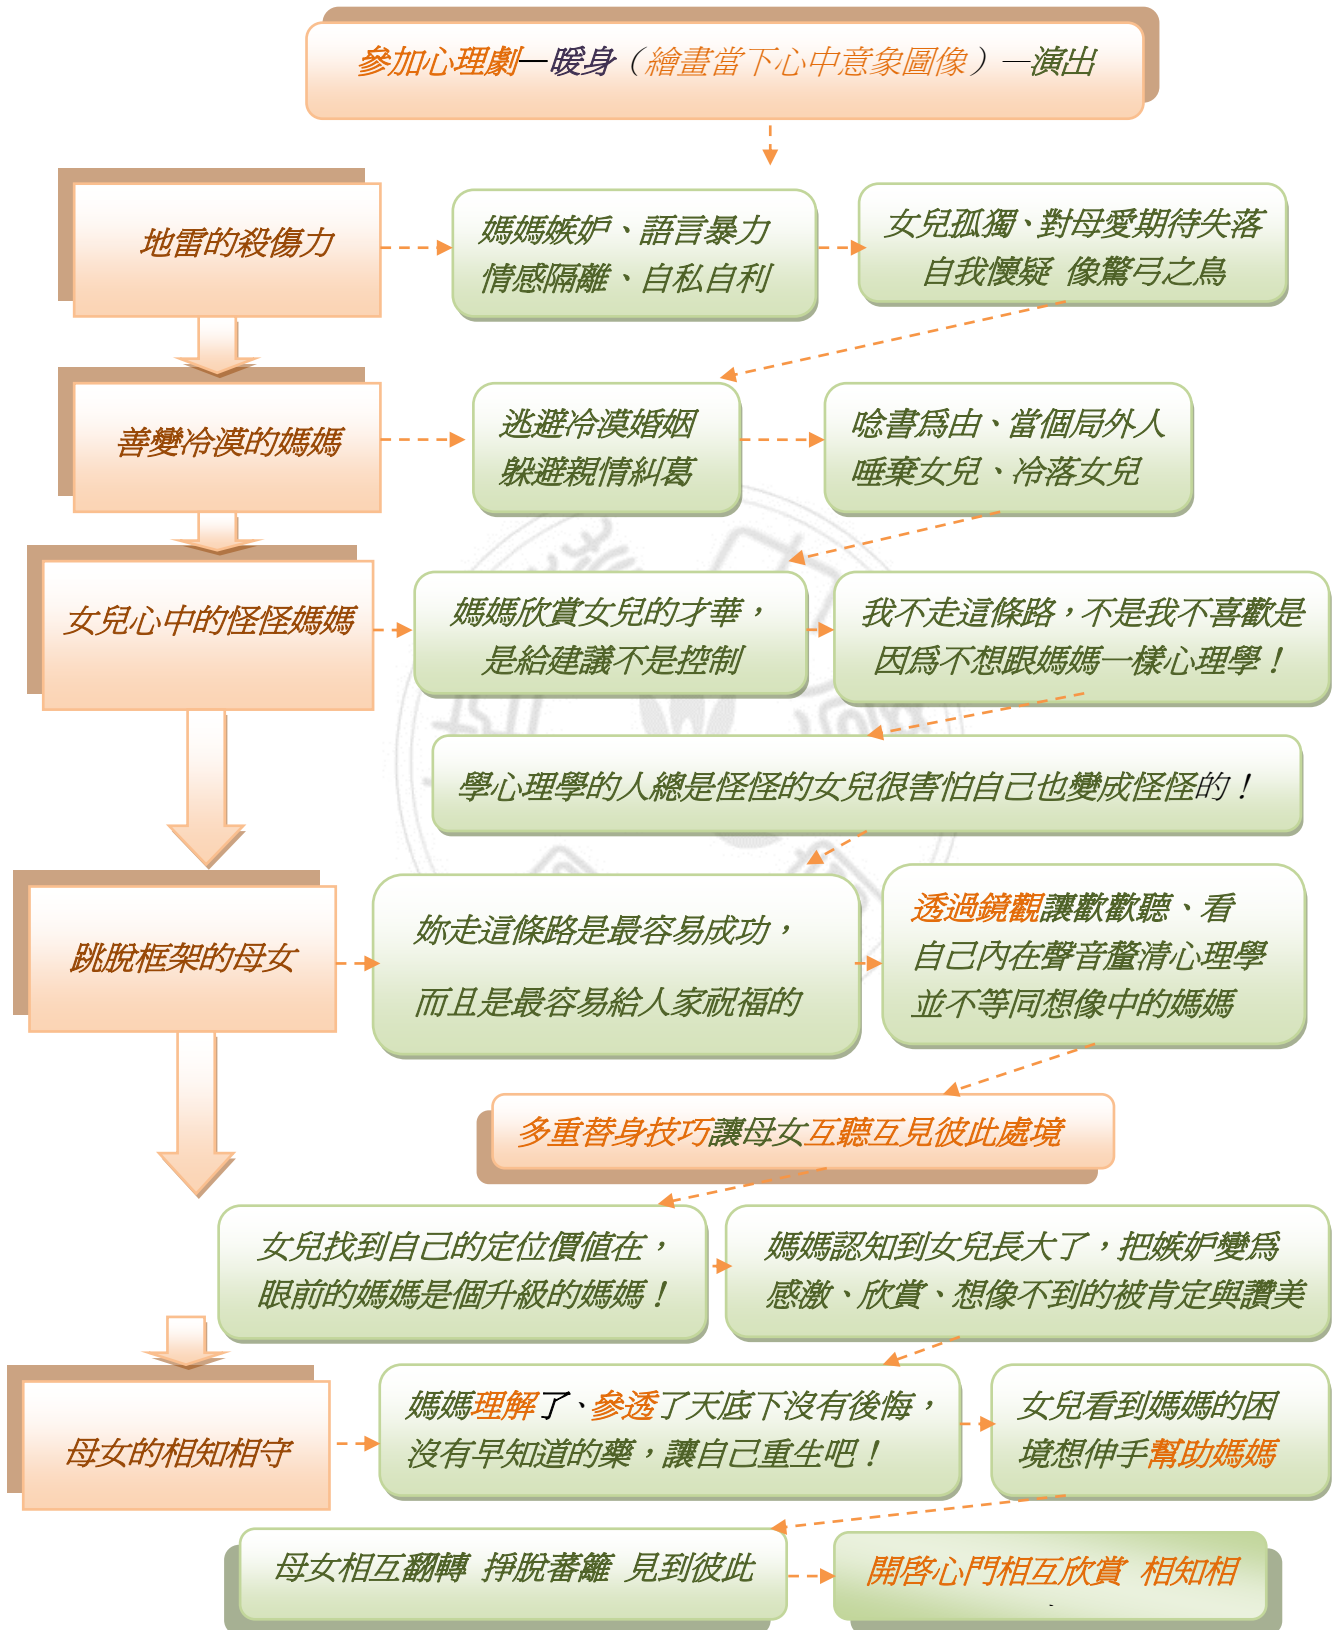 參加心理劇—暖身（繪畫當下心中意象圖像）—演出
地雷的殺傷力
媽媽嫉妒、語言暴力
情感隔離、自私自利
女兒孤獨、對母愛期待失落
自我懷疑 像驚弓之鳥
善變冷漠的媽媽
逃避冷漠婚姻
躲避親情糾葛
唸書為由、當個局外人
唾棄女兒、冷落女兒
女兒心中的怪怪媽媽
媽媽欣賞女兒的才華，
是給建議不是控制
我不走這條路，不是我不喜歡是
因為不想跟媽媽一樣心理學！
學心理學的人總是怪怪的女兒很害怕自己也變成怪怪的！
跳脫框架的母女
妳走這條路是最容易成功，
而且是最容易給人家祝福的
透過鏡觀讓歡歡聽、看
自己內在聲音釐清心理學
並不等同想像中的媽媽
多重替身技巧讓母女互聽互見彼此處境
女兒找到自己的定位價值在，
眼前的媽媽是個升級的媽媽！
媽媽認知到女兒長大了，把嫉妒變為
感激、欣賞、想像不到的被肯定與讚美
母女的相知相守
媽媽理解了、參透了天底下沒有後悔，
沒有早知道的藥，讓自己重生吧！
女兒看到媽媽的困
境想伸手幫助媽媽
母女相互翻轉 掙脫蕃籬 見到彼此
開啓心門相互欣賞 相知相